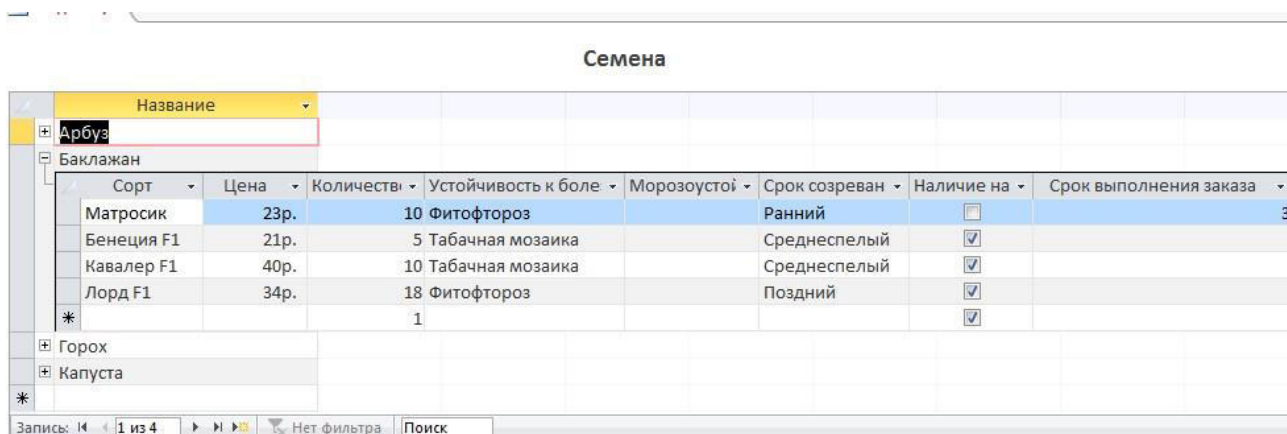 Семена
Название
Арбуз
Баклажан
Сорт Цена Количеств Устойчивость к боле Морозоустой Срок созреван Наличие на Срок выполнения заказа
Матросик 23р. 10 Фитофтороз Ранний 3
Бенеция F1 21р. 5 Табачная мозаика Среднеспелый
Кавалер F1 40р. 10 Табачная мозаика Среднеспелый
Лорд F1 34р. 18 Фитофтороз Поздний
1
Горох
Капуста
Запись: 1 из 4 Нет фильтра Поиск